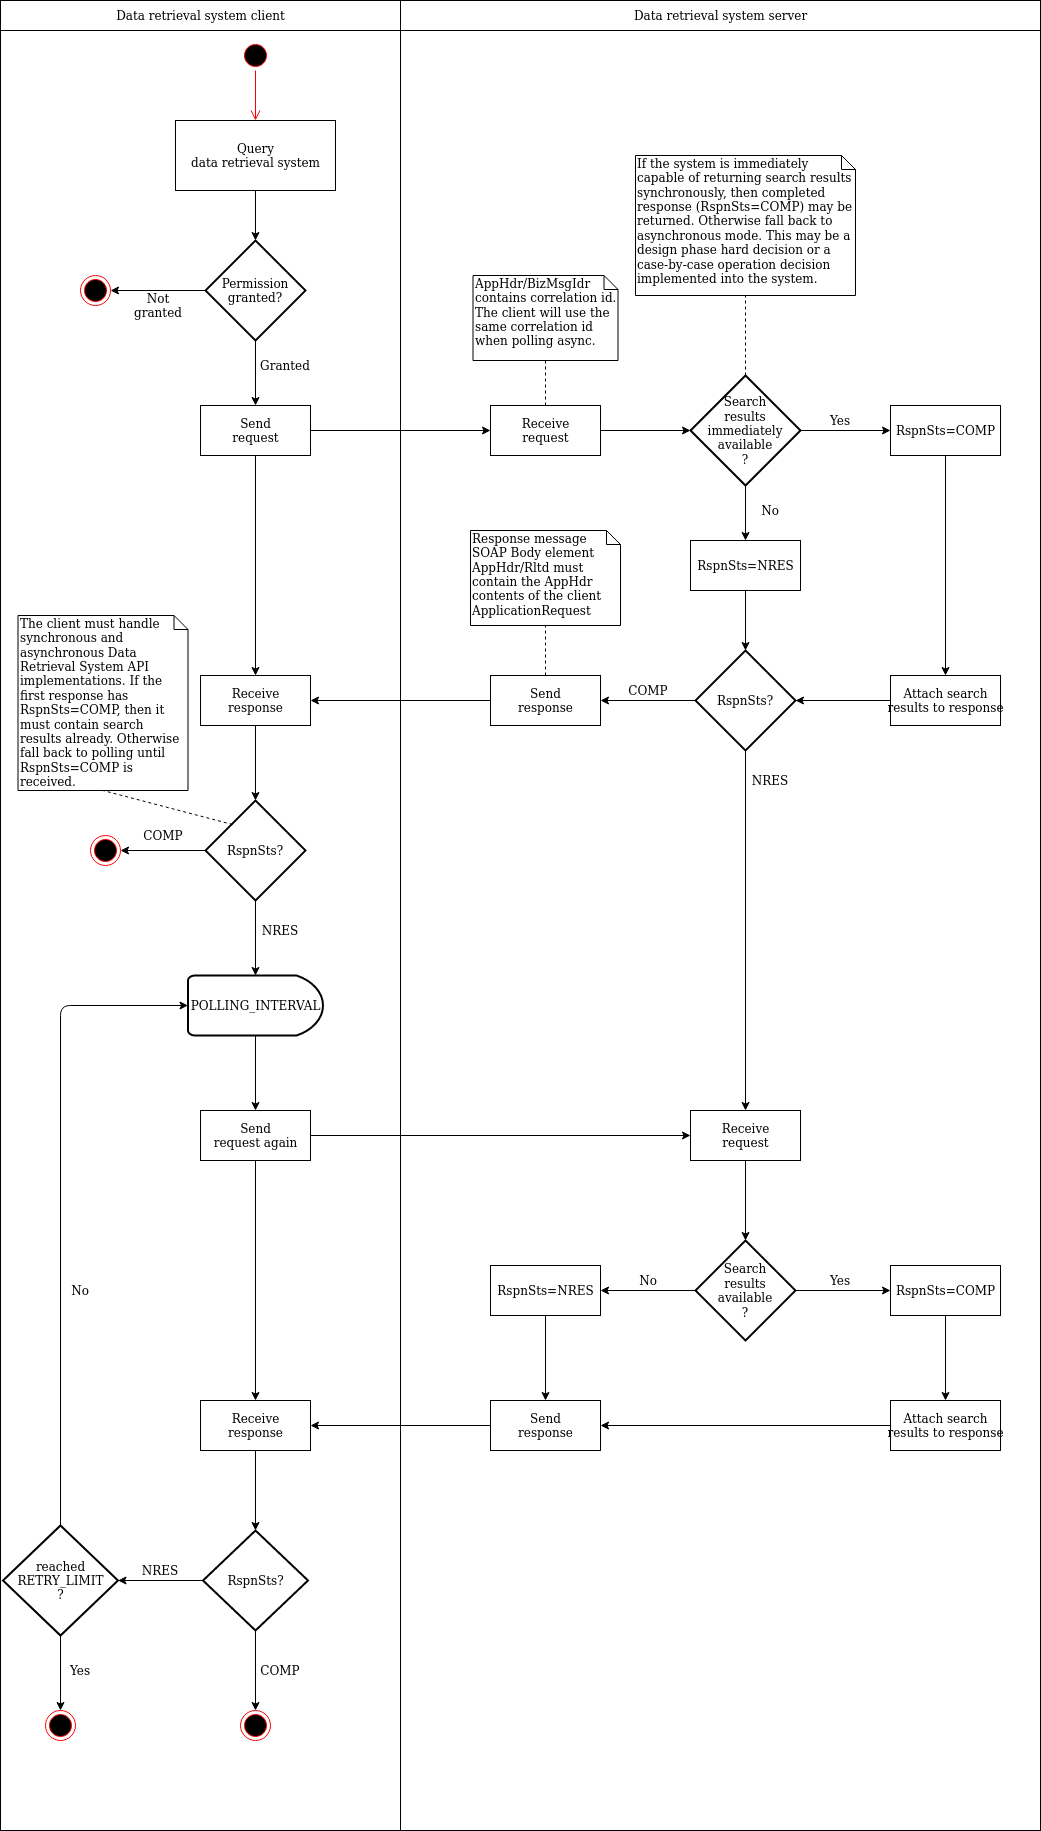 Data retrieval system client
Data retrieval system server
Query
data retrieval system
If the system is immediately
capable of returning search results
synchronously, then completed
response (RspnSts=COMP) may be
returned. Otherwise fall back to
asynchronous mode. This may be a
design phase hard decision or a
case-by-case operation decision
implemented into the system.
Permission
granted?
Not
granted
Granted
AppHdr/BizMsgIdr
contains correlation id.
The client will use the
same correlation id
when polling async.
Send
request
Receive
request
Search
results
immediately
available
?
Yes
RspnSts=COMP
No
RspnSts=NRES
Response message
SOAP Body element
AppHdr/Rltd must
contain the AppHdr
contents of the client
ApplicationRequest
The client must handle
synchronous and
asynchronous Data
Retrieval System API
implementations. If the
first response has
RspnSts=COMP, then it
must contain search
results already. Otherwise
fall back to polling until
RspnSts=COMP is
received.
Receive
response
Send
response
COMP
RspnSts?
Attach search
results to response
NRES
COMP
RspnSts?
NRES
POLLING_INTERVAL
Send
request again
Receive
request
No
RspnSts=NRES
No
Search
results
available
?
Yes
RspnSts=COMP
Receive
response
Send
response
Attach search
results to response
reached
RETRY_LIMIT
?
NRES
RspnSts?
Yes
COMP